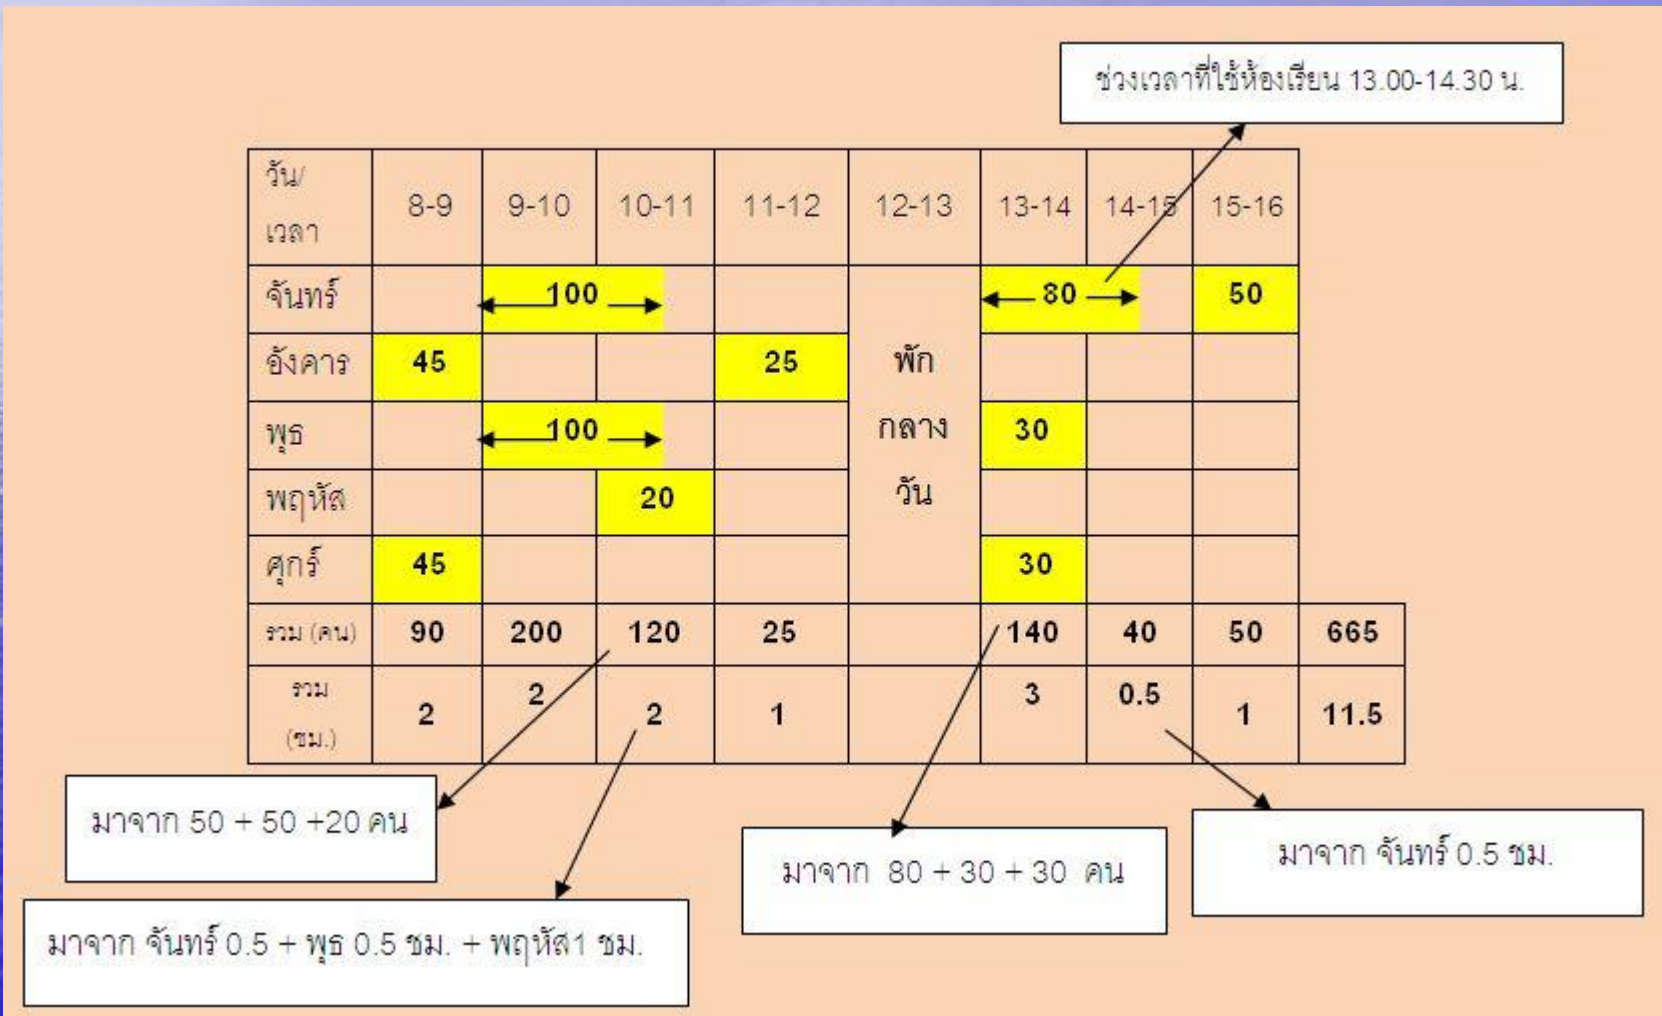 ช่วงเวลาที่ใช้ห้องเรียน 13.00-14.30 น.
วัน/
เวลา
8-9 9-10 10-11 11-12 12-13 13-14 14-15 15-16
จันทร์ 100 80 50
อังคาร 45 25
พุธ 100 30
พฤหัส 20
ศุกร์ 45 30
พัก
กลาง
วัน
รวม (คน) 90 200 120 25 140 40 50 665
รวม
(ชม.)
2 2 2 1 3 0.5 1 11.5
มาจาก 50 + 50 +20 คน
มาจาก 80 + 30 + 30 คน
มาจาก จันทร์ 0.5 ชม.
มาจาก จันทร์ 0.5 + พุธ 0.5 ชม. + พฤหัส1 ชม.